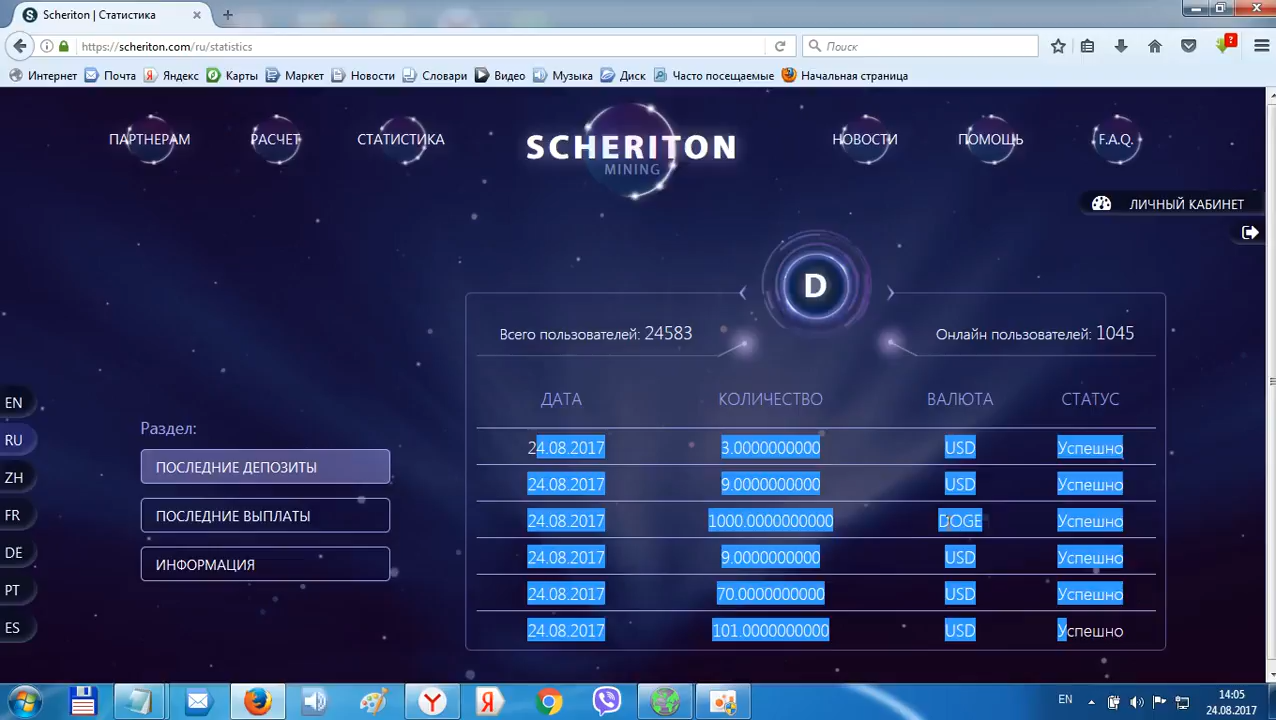 Scheriton | Статистика
https://scheriton.com/ru/statistics
Поиск
Интернет Почта Яндекс Карты Маркет Новости Словари Видео Музыка Диск Часто посещаемые Начальная страница
ПАРТНЕРАМ РАСЧЕТ СТАТИСТИКА SCHERITON НОВОСТИ ПОМОЩЬ F.A.Q.
MINING
ЛИЧНЫЙ КАБИНЕТ
D
Всего пользователей: 24583 Онлайн пользователей: 1045
ДАТА КОЛИЧЕСТВО ВАЛЮТА СТАТУС
24.08.2017 3.0000000000 USD Успешно
24.08.2017 9.0000000000 USD Успешно
24.08.2017 1000.0000000000 DOGE Успешно
24.08.2017 9.0000000000 USD Успешно
24.08.2017 70.0000000000 USD Успешно
24.08.2017 101.0000000000 USD Успешно
Раздел:
ПОСЛЕДНИЕ ДЕПОЗИТЫ
ПОСЛЕДНИЕ ВЫПЛАТЫ
ИНФОРМАЦИЯ
EN
RU
ZH
FR
DE
PT
ES
EN
14:05
24.08.2017